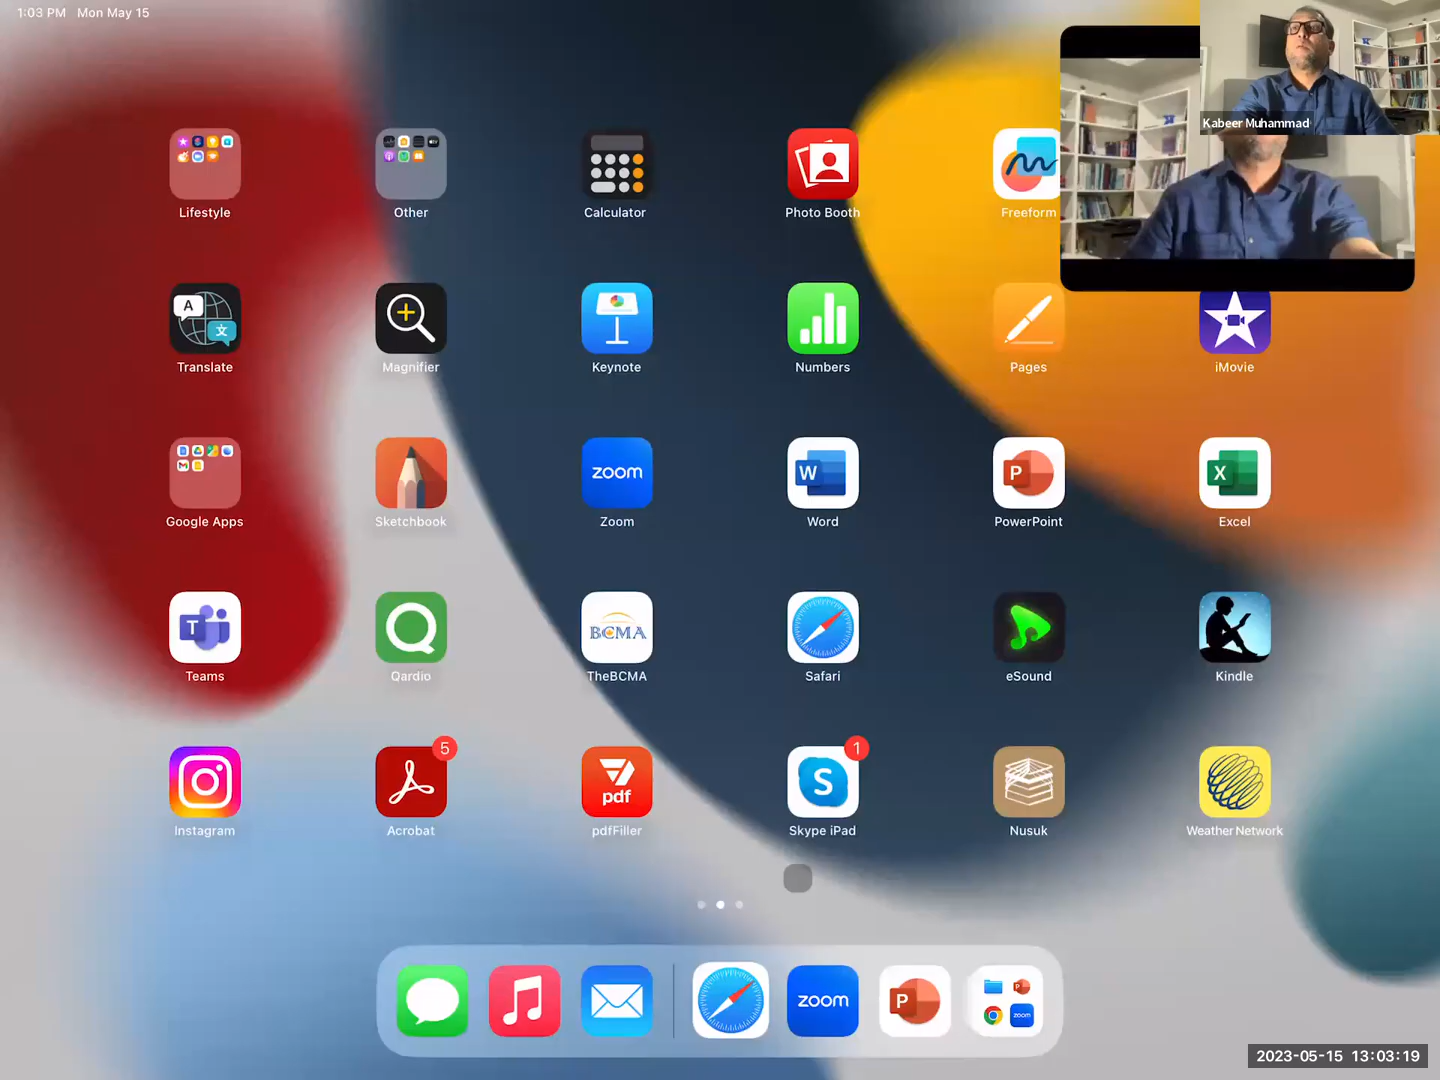 1:03 PM Mon May 15
Kabeer Muhammad
Lifestyle
Other
Calculator
Photo Booth
Freeform
A
文
Translate
Magnifier
Keynote
Numbers
Pages
iMovie
Google Apps
Sketchbook
zoom
Zoom
W
Word
P
PowerPoint
X
Excel
T
Teams
Qardio
BCMA
TheBCMA
Safari
eSound
Kindle
Instagram
5
Acrobat
pdf
pdfFiller
1
S
Skype iPad
Nusuk
Weather Network
zoom
P
P
zoom
2023-05-15 13:03:19